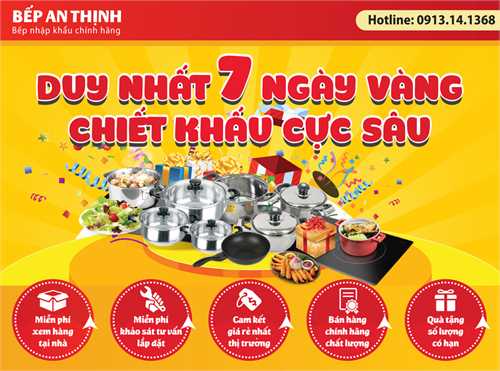 BẾP AN THỊNH
Bếp nhập khẩu chính hãng
Hotline: 0913.14.1368
DUY NHẤT 7 NGÀY VÀNG
CHIẾT KHẤU CỰC SÂU
Miễn phí
xem hàng
tại nhà
Miễn phí
khảo sát tư vấn
lắp đặt
Cam kết
giá rẻ nhất
thị trường
Bán hàng
chính hãng
chất lượng
Quà tặng
số lượng
có hạn